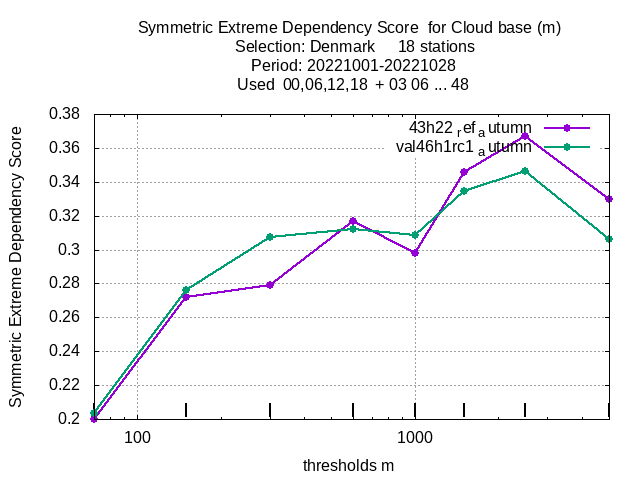 Symmetric Extreme Dependency Score  for Cloud base (m)
Selection: Denmark     18 stations
Period: 20221001-20221028
Used  00,06,12,18  + 03 06 ... 48
Symmetric Extreme Dependency Score
0.38
0.36
0.34
0.32
0.3
0.28
0.26
0.24
0.22
0.2
43h22 ref autumn
val46h1rc1 autumn
100
1000
thresholds m